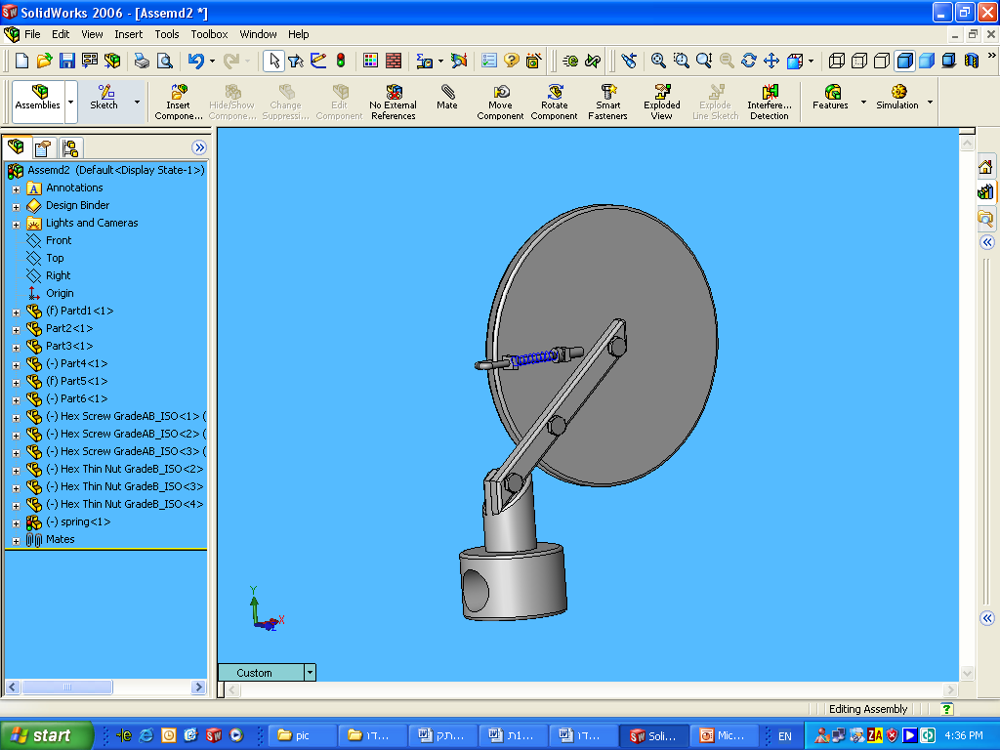 SolidWorks 2006 - [Assemd2 *]
File Edit View Insert Tools Toolbox Window Help
Assemblies
Sketch
Insert Compone...
Hide/Show Compone...
Change Suppressi...
Edit Component
No External References
Mate
Move Component
Rotate Component
Smart Fasteners
Exploded View
Explode Line Sketch
Interfere... Detection
Features
Simulation
Assemd2 (Default<Display State-1>)
Annotations
Design Binder
Lights and Cameras
Front
Top
Right
Origin
(f) Partd1<1>
Part2<1>
Part3<1>
(-) Part4<1>
(f) Part5<1>
(-) Part6<1>
(-) Hex Screw GradeAB_ISO<1> (
(-) Hex Screw GradeAB_ISO<2> (
(-) Hex Screw GradeAB_ISO<3> (
(-) Hex Thin Nut GradeB_ISO<2>
(-) Hex Thin Nut GradeB_ISO<3>
(-) Hex Thin Nut GradeB_ISO<4>
(-) spring<1>
Mates
Y
X
Z
Custom
Editing Assembly
start
pic
Soli...
Mic...
EN
4:36 PM